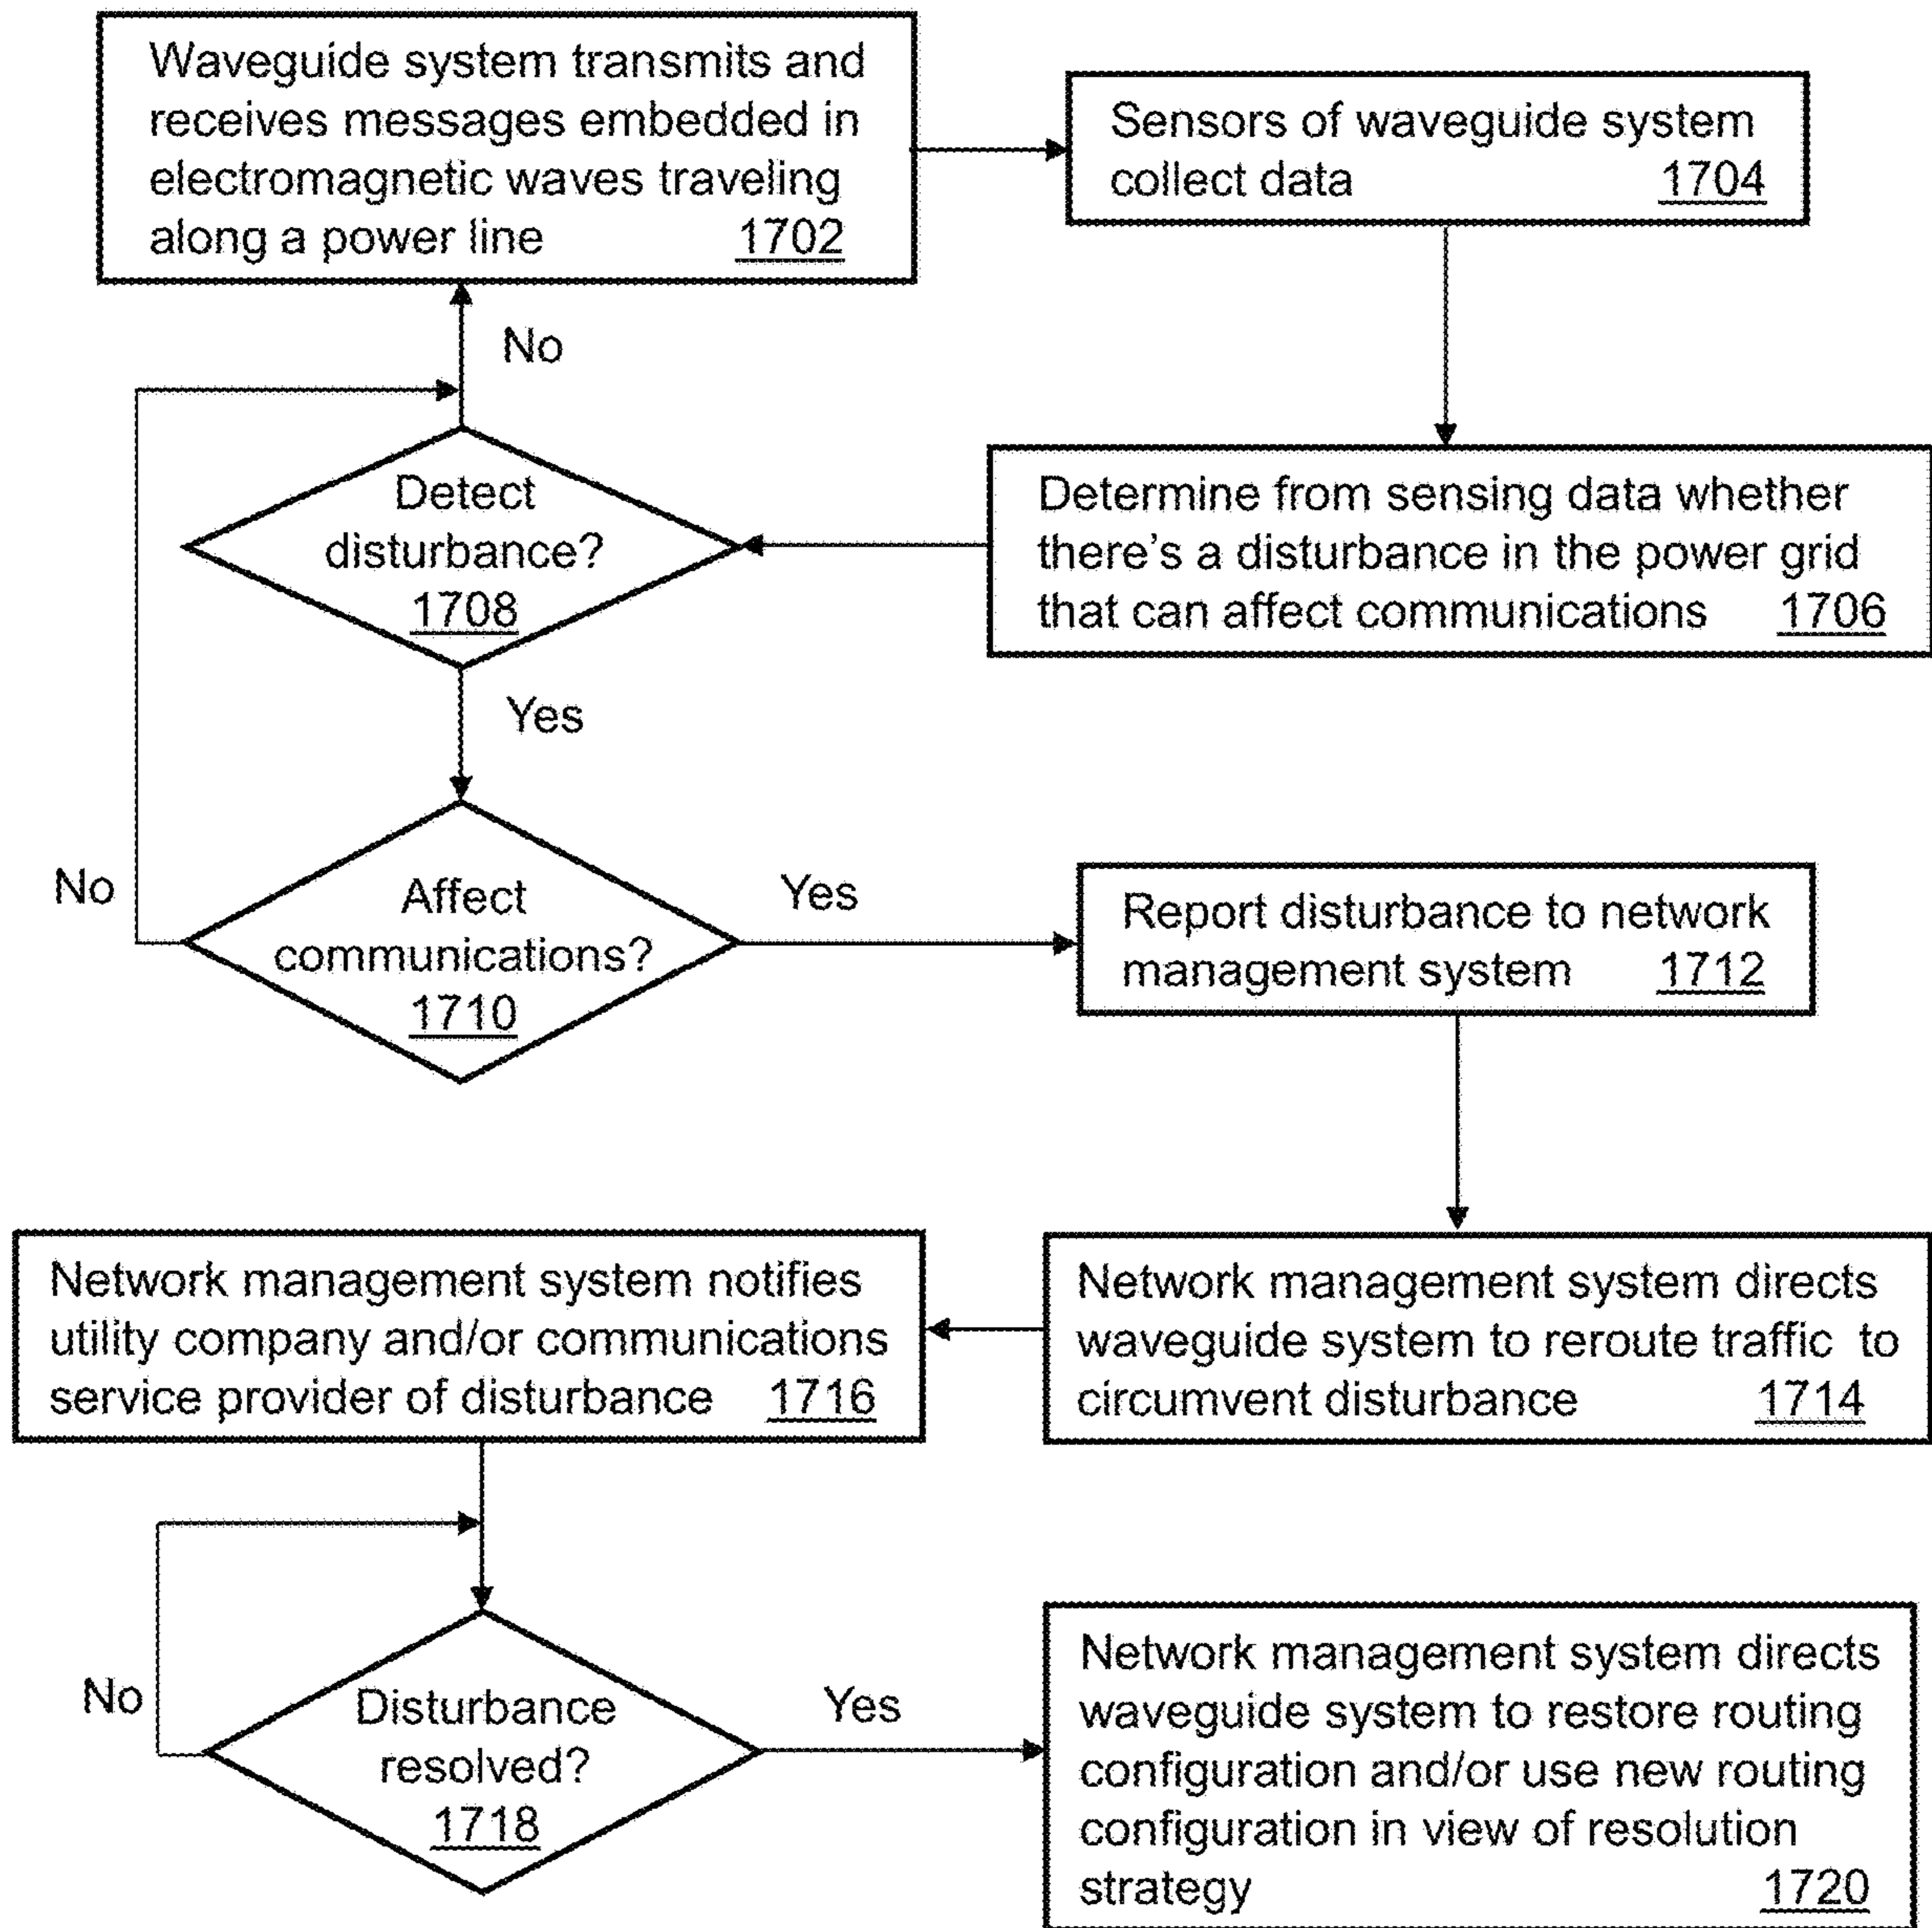 Waveguide system transmits and
receives messages embedded in
electromagnetic waves traveling
along a power line 1702
Sensors of waveguide system
collect data 1704
No
Detect
disturbance?
1708
Determine from sensing data whether
there's a disturbance in the power grid
that can affect communications 1706
Yes
No
Affect
communications?
1710
Yes
Report disturbance to network
management system 1712
Network management system notifies
utility company and/or communications
service provider of disturbance 1716
Network management system directs
waveguide system to reroute traffic to
circumvent disturbance 1714
No
Disturbance
resolved?
1718
Yes
Network management system directs
waveguide system to restore routing
configuration and/or use new routing
configuration in view of resolution
strategy 1720